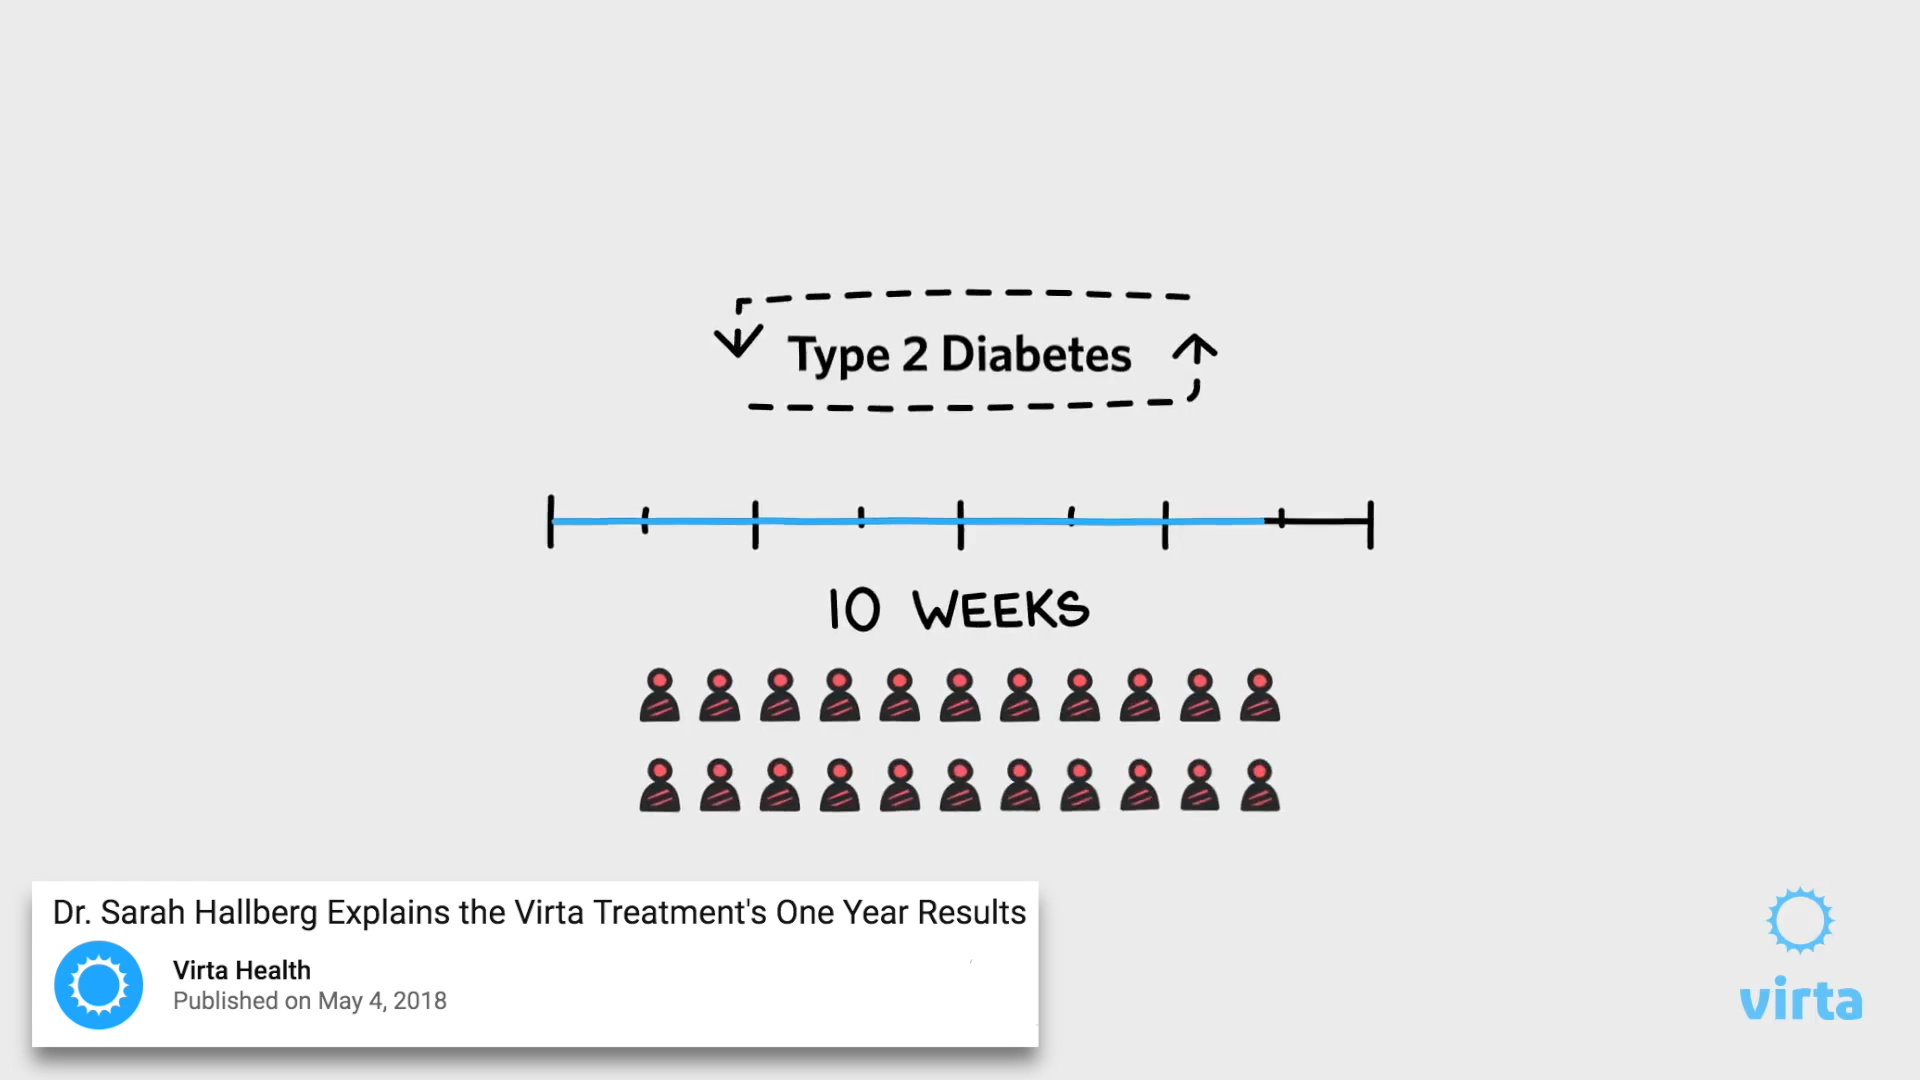 Type 2 Diabetes
10 WEEKS
Dr. Sarah Hallberg Explains the Virta Treatment's One Year Results
Virta Health
Published on May 4, 2018
virta